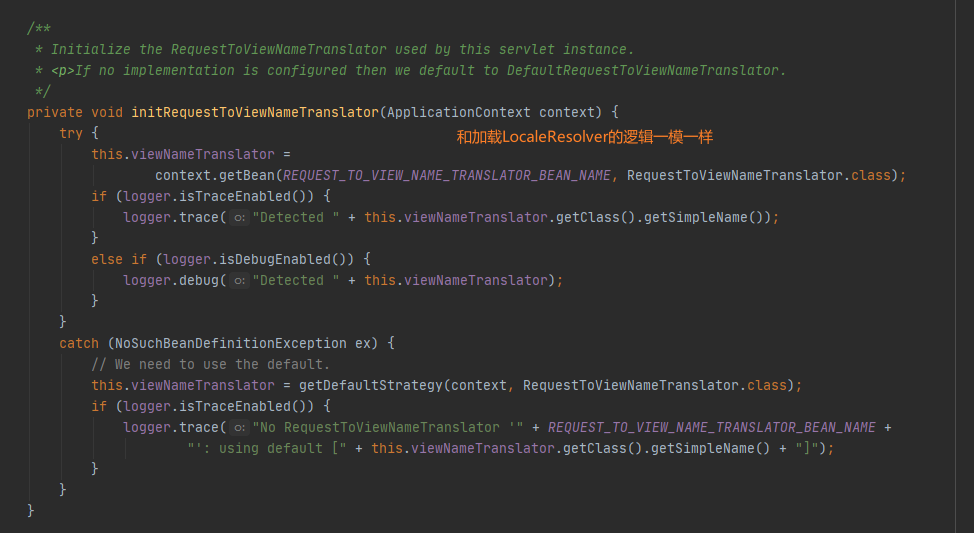 /**
 * Initialize the RequestToViewNameTranslator used by this servlet instance.
 * <p>If no implementation is configured then we default to DefaultRequestToViewNameTranslator.
 */
private void initRequestToViewNameTranslator(ApplicationContext context) {
    try {
和加载LocaleResolver的逻辑一模一样
        this.viewNameTranslator =
                context.getBean(REQUEST_TO_VIEW_NAME_TRANSLATOR_BEAN_NAME, RequestToViewNameTranslator.class);
        if (logger.isTraceEnabled()) {
            logger.trace( o: "Detected " + this.viewNameTranslator.getClass().getSimpleName());
        }
        else if (logger.isDebugEnabled()) {
            logger.debug( o: "Detected " + this.viewNameTranslator);
        }
    }
    catch (NoSuchBeanDefinitionException ex) {
        // We need to use the default.
        this.viewNameTranslator = getDefaultStrategy(context, RequestToViewNameTranslator.class);
        if (logger.isTraceEnabled()) {
            logger.trace( o: "No RequestToViewNameTranslator '" + REQUEST_TO_VIEW_NAME_TRANSLATOR_BEAN_NAME +
                    "': using default [" + this.viewNameTranslator.getClass().getSimpleName() + "]");
        }
    }
}